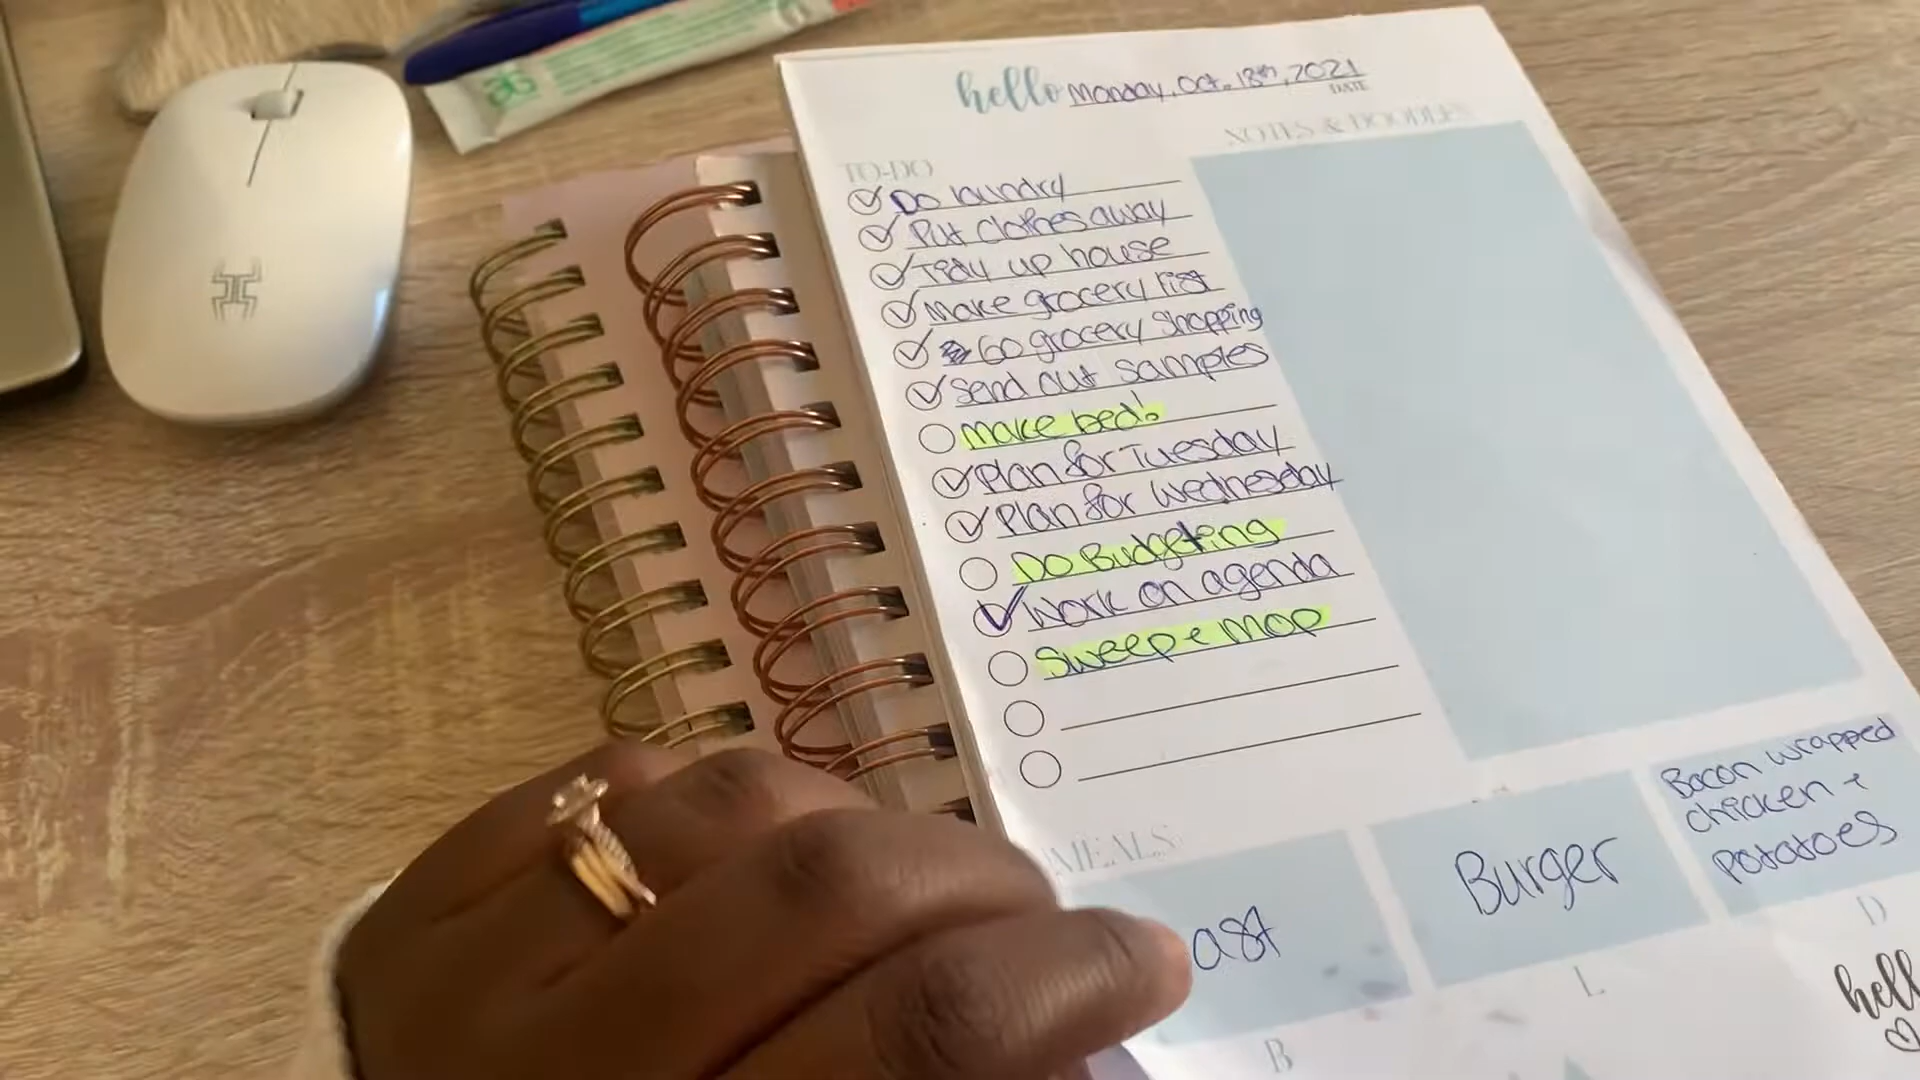 hello Monday, Oct. 18th, 2021
DATE
NOTES & DOODLES
TO-DO
Do laundry
Put clothes away
Tidy up house
Make grocery list
Go grocery shopping
Send out samples
Make bed!
Plan for Tuesday
Plan for Wednesday
Do Budgeting
Work on agenda
Sweep & Mop
MEALS
ast
Burger
Bacon wrapped
chicken +
potatoes
B
L
D
hell